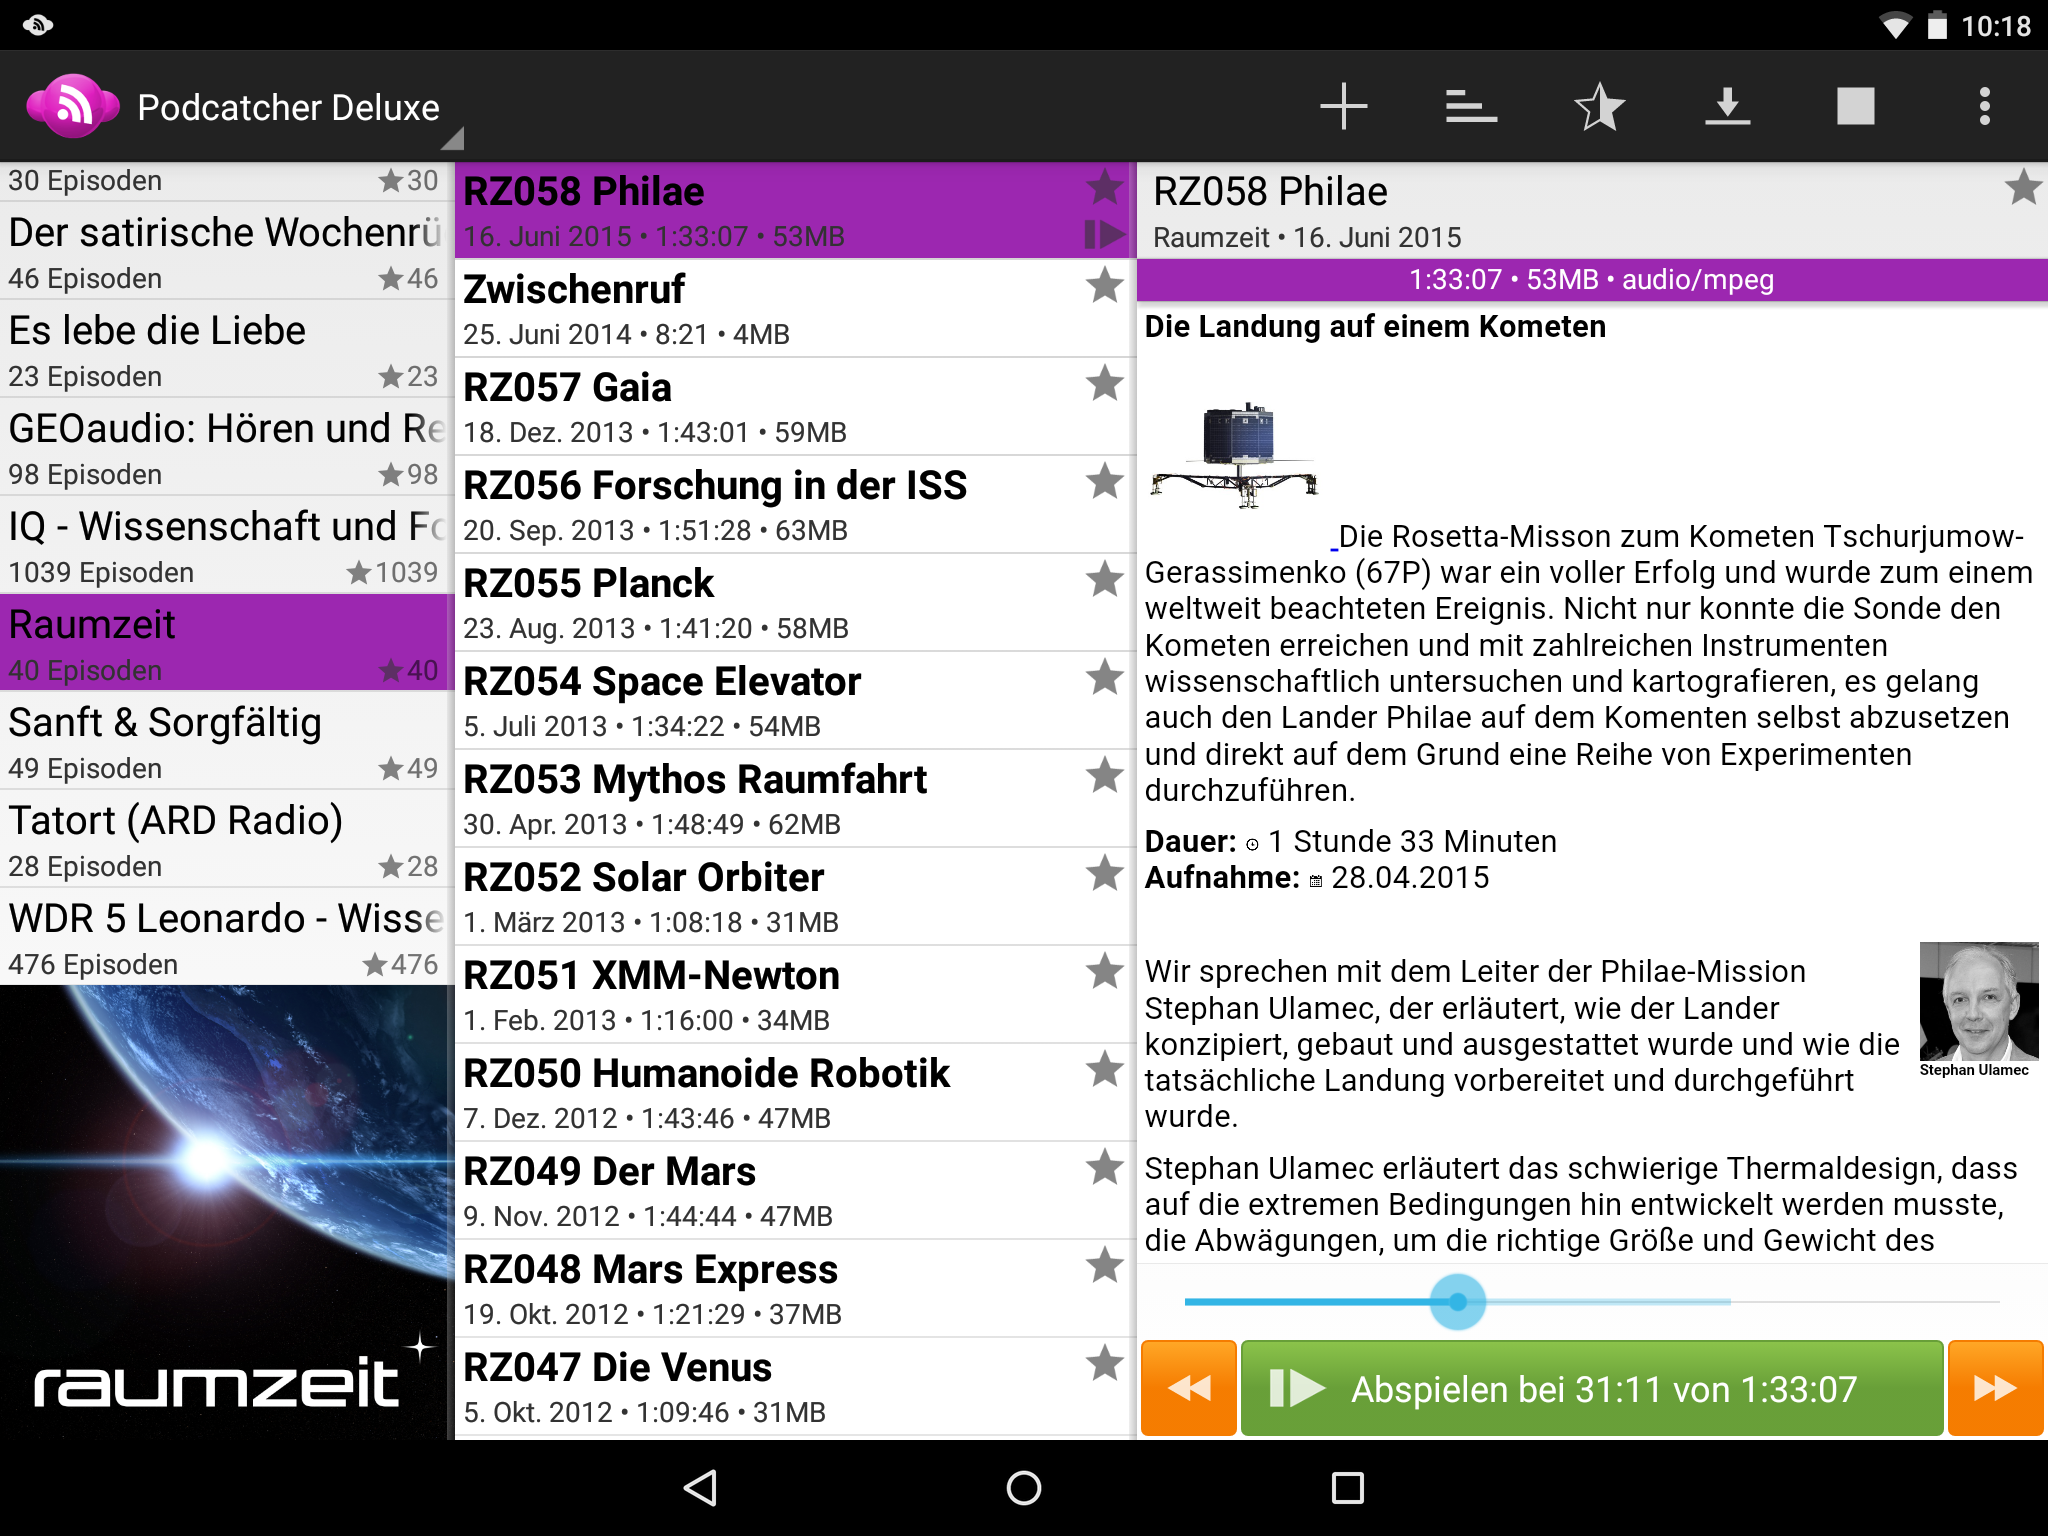 10:18
Podcatcher Deluxe
30 Episoden ★30
Der satirische Wochenrü
46 Episoden ★46
Es lebe die Liebe
23 Episoden ★23
GEOaudio: Hören und Re
98 Episoden ★98
IQ - Wissenschaft und Fo
1039 Episoden ★1039
Raumzeit
40 Episoden ★40
Sanft & Sorgfältig
49 Episoden ★49
Tatort (ARD Radio)
28 Episoden ★28
WDR 5 Leonardo - Wisse
476 Episoden ★476
raumzeit
RZ058 Philae
16. Juni 2015 • 1:33:07 • 53MB
Zwischenruf
25. Juni 2014 • 8:21 • 4MB
RZ057 Gaia
18. Dez. 2013 • 1:43:01 • 59MB
RZ056 Forschung in der ISS
20. Sep. 2013 • 1:51:28 • 63MB
RZ055 Planck
23. Aug. 2013 • 1:41:20 • 58MB
RZ054 Space Elevator
5. Juli 2013 • 1:34:22 • 54MB
RZ053 Mythos Raumfahrt
30. Apr. 2013 • 1:48:49 • 62MB
RZ052 Solar Orbiter
1. März 2013 • 1:08:18 • 31MB
RZ051 XMM-Newton
1. Feb. 2013 • 1:16:00 • 34MB
RZ050 Humanoide Robotik
7. Dez. 2012 • 1:43:46 • 47MB
RZ049 Der Mars
9. Nov. 2012 • 1:44:44 • 47MB
RZ048 Mars Express
19. Okt. 2012 • 1:21:29 • 37MB
RZ047 Die Venus
5. Okt. 2012 • 1:09:46 • 31MB
RZ058 Philae
Raumzeit • 16. Juni 2015
1:33:07 • 53MB • audio/mpeg
Die Landung auf einem Kometen
Die Rosetta-Misson zum Kometen Tschurjumow-
Gerassimenko (67P) war ein voller Erfolg und wurde zum einem
weltweit beachteten Ereignis. Nicht nur konnte die Sonde den
Kometen erreichen und mit zahlreichen Instrumenten
wissenschaftlich untersuchen und kartografieren, es gelang
auch den Lander Philae auf dem Komenten selbst abzusetzen
und direkt auf dem Grund eine Reihe von Experimenten
durchzuführen.
Dauer: 1 Stunde 33 Minuten
Aufnahme: 28.04.2015
Wir sprechen mit dem Leiter der Philae-Mission
Stephan Ulamec, der erläutert, wie der Lander
konzipiert, gebaut und ausgestattet wurde und wie die
tatsächliche Landung vorbereitet und durchgeführt
wurde.
Stephan Ulamec
Stephan Ulamec erläutert das schwierige Thermaldesign, dass
auf die extremen Bedingungen hin entwickelt werden musste,
die Abwägungen, um die richtige Größe und Gewicht des
Abspielen bei 31:11 von 1:33:07